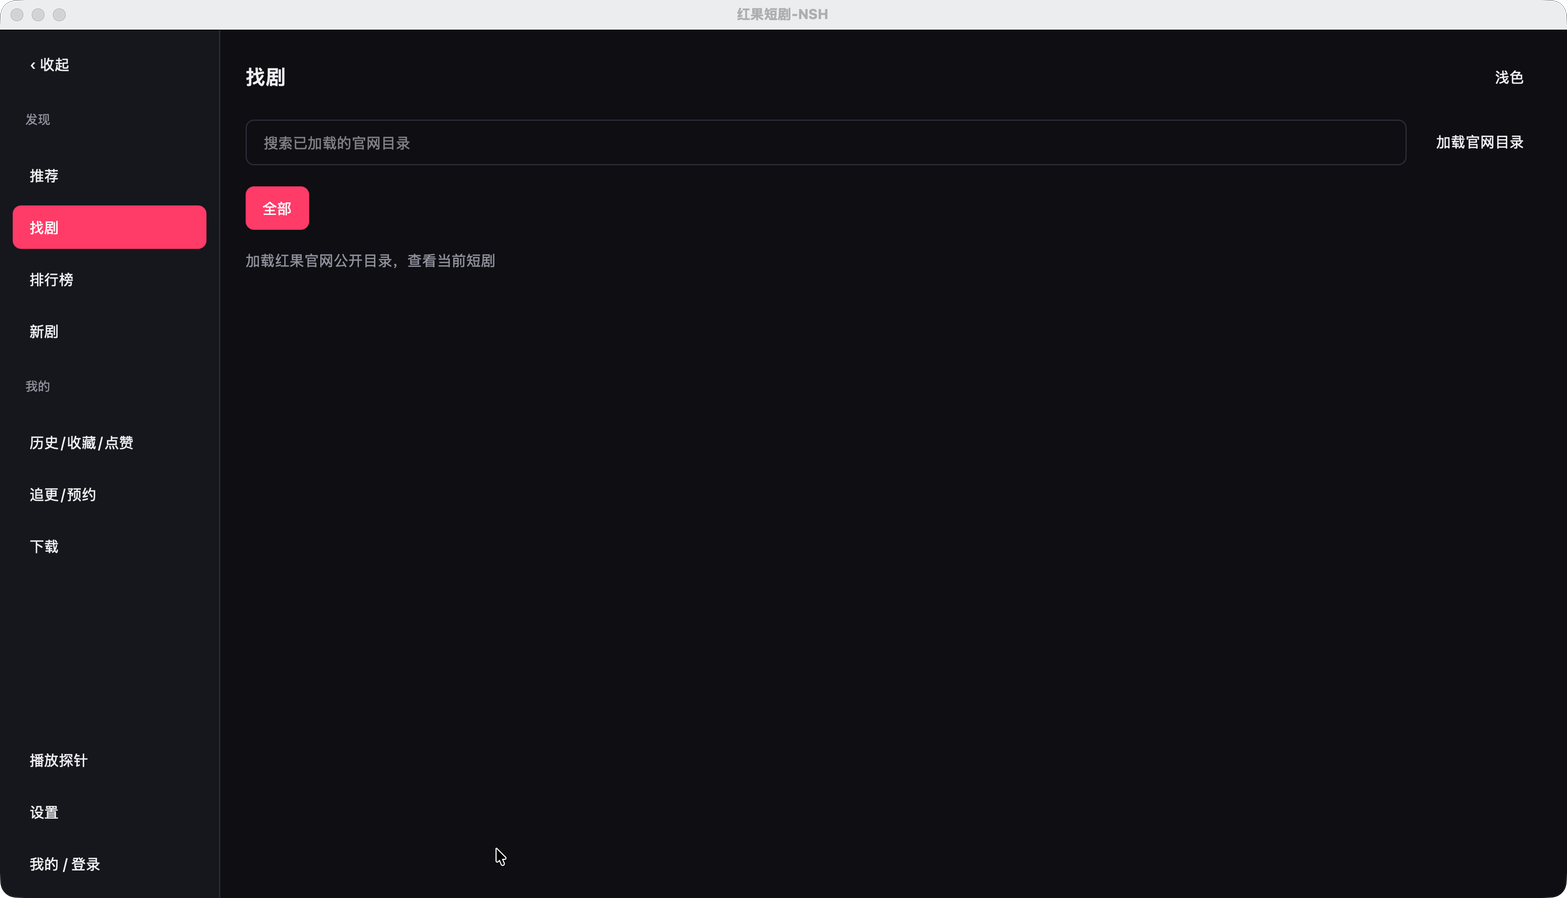 红果短剧-NSH
‹ 收起
发现
推荐
找剧
排行榜
新剧
我的
历史/收藏/点赞
追更/预约
下载
播放探针
设置
我的 / 登录
找剧
浅色
搜索已加载的官网目录
加载官网目录
全部
加载红果官网公开目录，查看当前短剧